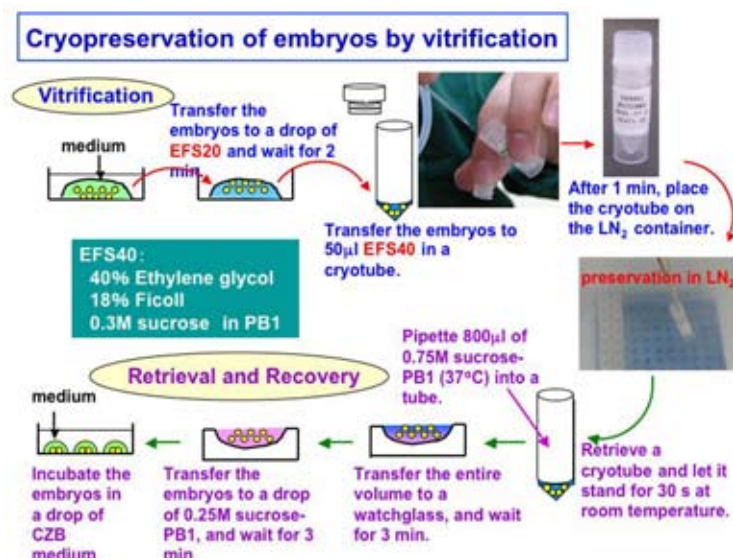 Cryopreservation of embryos by vitrification
Vitrification
medium
Transfer the
embryos to a drop of
EFS20 and wait for 2
min.
Transfer the embryos to
50µl EFS40 in a
cryotube.
After 1 min, place
the cryotube on
the LN₂ container.
EFS40:
40% Ethylene glycol
18% Ficoll
0.3M sucrose in PB1
preservation in LN₂
Retrieval and Recovery
Pipette 800µl of
0.75M sucrose-
PB1 (37°C) into a
tube.
Retrieve a
cryotube and let it
stand for 30 s at
room temperature.
Transfer the entire
volume to a
watchglass, and wait
for 3 min.
Transfer the
embryos to a drop
of 0.25M sucrose-
PB1, and wait for 3
min
medium
Incubate the
embryos in
a drop of
CZB
medium